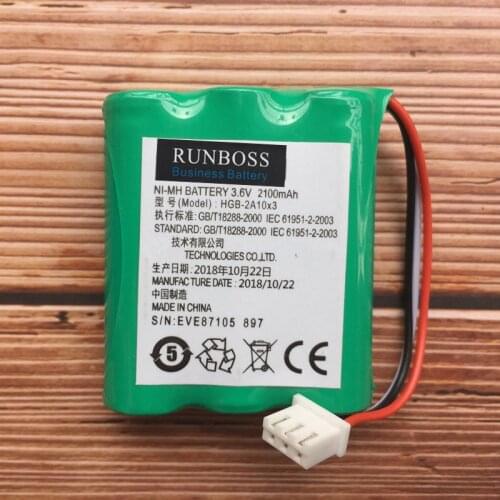 RUNBOSS
Business Battery
NI-MH BATTERY 3.6V 2100mAh
型 号(Model) : HGB-2A10x3
执行标准: GB/T18288-2000 IEC 61951-2-2003
STANDARD: GB/T18288-2000 IEC 61951-2-2003
技术有限公司
TECHNOLOGIES CO.,LTD.
生产日期: 2018年10月22日
MANUFACTURE DATE : 2018/10/22
中国制造
MADE IN CHINA
S/N:EVE87105 897
5